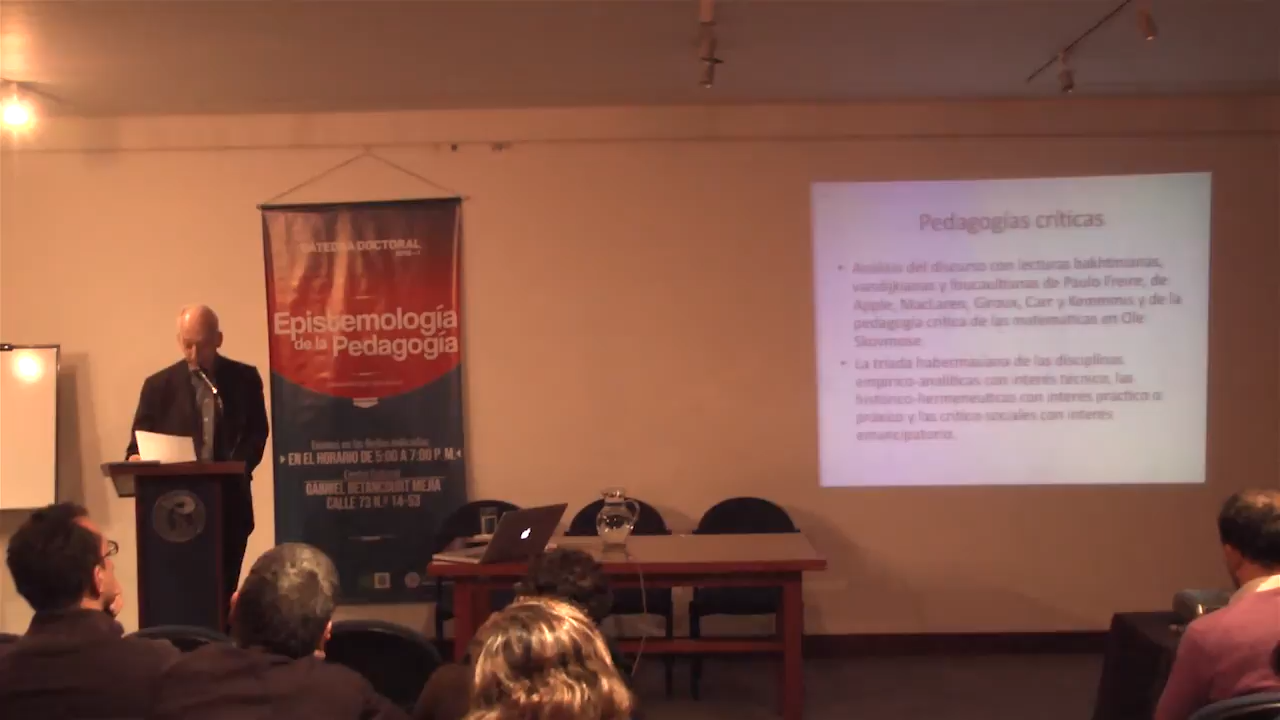 CÁTEDRA DOCTORAL
Epistemología
de la Pedagogía
EN EL HORARIO DE 5:00 A 7:00 P.M.
GABRIEL BETANCOURT MEJÍA
CALLE 73 N.º 14-53
Pedagogías críticas
• Análisis del discurso con lecturas bakhtinianas,
vandijkianas y foucaultianas de Paulo Freire, de
Apple, MacLaren, Giroux, Carr y Kemmmis y de la
pedagogía crítica de las matemáticas en Ole
Skovmose.
• La triada habermasiana de las disciplinas
empírico-analíticas con interés técnico, las
histórico-hermenéuticas con interés práctico o
práxico y las crítico-sociales con interés
emancipatorio.